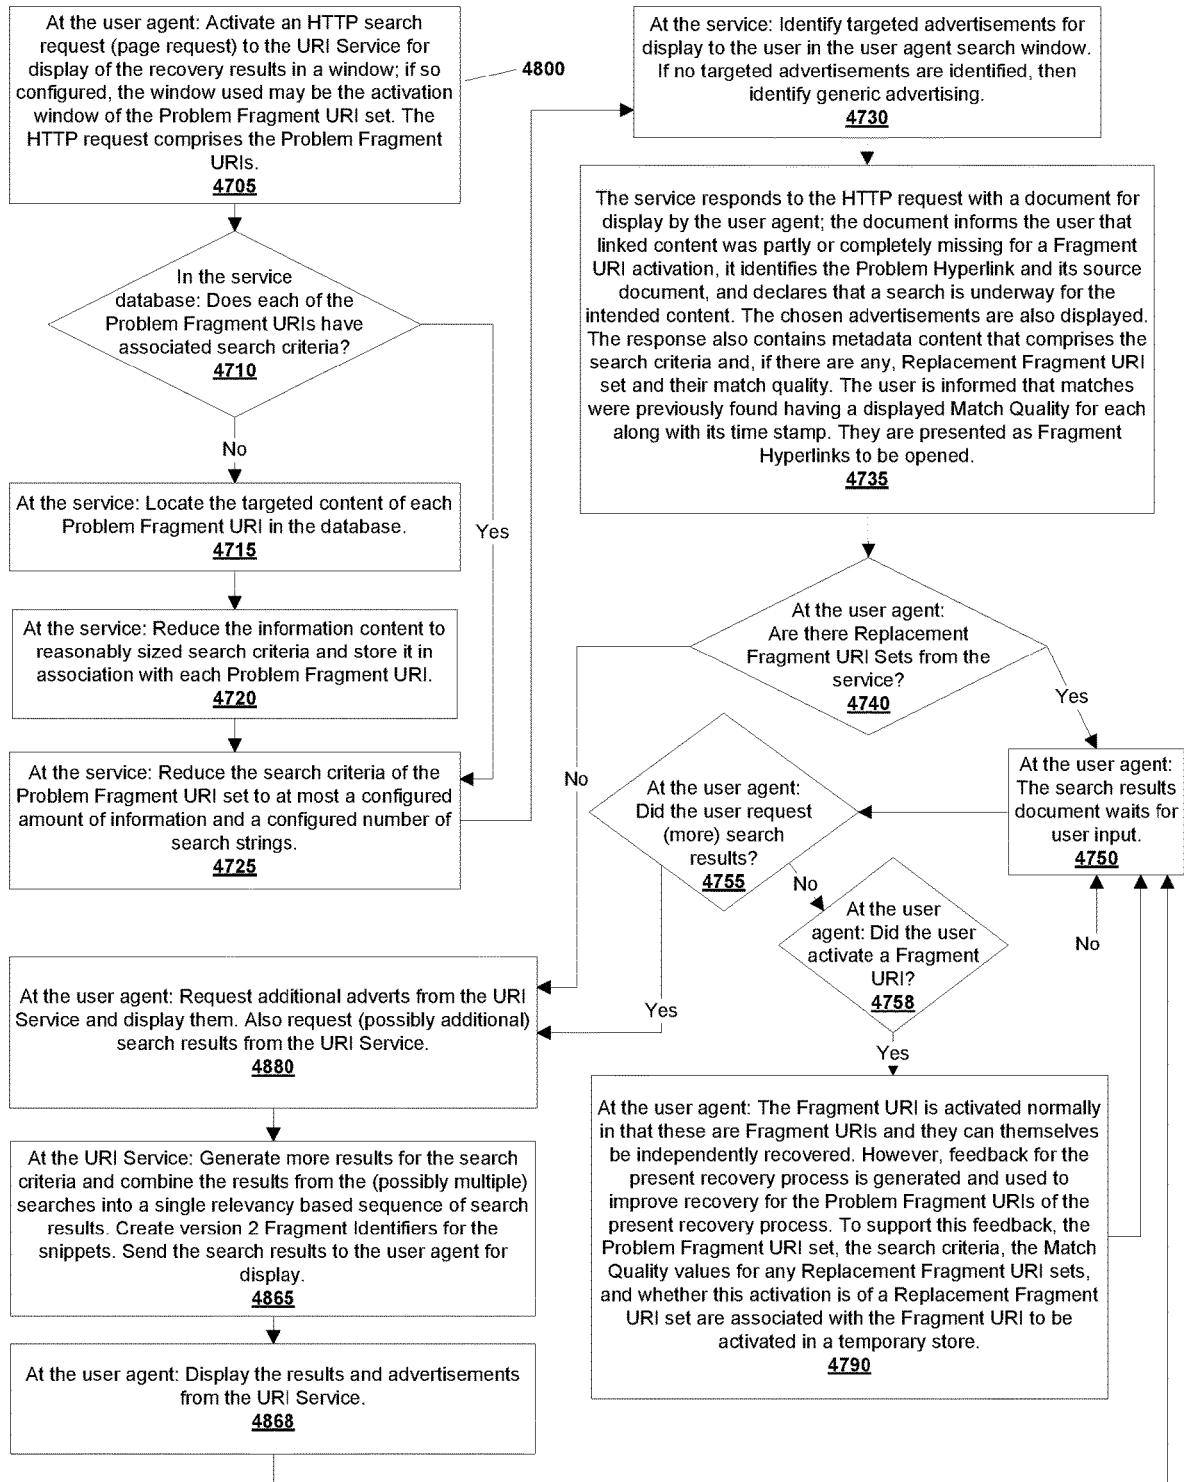 At the user agent: Activate an HTTP search
request (page request) to the URI Service for
display of the recovery results in a window; if so
configured, the window used may be the activation
window of the Problem Fragment URI set. The
HTTP request comprises the Problem Fragment
URIs.
4705
4800
In the service
database: Does each of the
Problem Fragment URIs have
associated search criteria?
4710
No
Yes
At the service: Locate the targeted content of each
Problem Fragment URI in the database.
4715
At the service: Reduce the information content to
reasonably sized search criteria and store it in
association with each Problem Fragment URI.
4720
At the service: Reduce the search criteria of the
Problem Fragment URI set to at most a configured
amount of information and a configured number of
search strings.
4725
At the service: Identify targeted advertisements for
display to the user in the user agent search window.
If no targeted advertisements are identified, then
identify generic advertising.
4730
The service responds to the HTTP request with a document for
display by the user agent; the document informs the user that
linked content was partly or completely missing for a Fragment
URI activation, it identifies the Problem Hyperlink and its source
document, and declares that a search is underway for the
intended content. The chosen advertisements are also displayed.
The response also contains metadata content that comprises the
search criteria and, if there are any, Replacement Fragment URI
set and their match quality. The user is informed that matches
were previously found having a displayed Match Quality for each
along with its time stamp. They are presented as Fragment
Hyperlinks to be opened.
4735
At the user agent:
Are there Replacement
Fragment URI Sets from the
service?
4740
No
Yes
At the user agent:
The search results
document waits for
user input.
4750
At the user agent:
Did the user request
(more) search
results?
4755
No
Yes
At the user
agent: Did the user
activate a Fragment
URI?
4758
No
Yes
At the user agent: The Fragment URI is activated normally
in that these are Fragment URIs and they can themselves
be independently recovered. However, feedback for the
present recovery process is generated and used to
improve recovery for the Problem Fragment URIs of the
present recovery process. To support this feedback, the
Problem Fragment URI set, the search criteria, the Match
Quality values for any Replacement Fragment URI sets,
and whether this activation is of a Replacement Fragment
URI set are associated with the Fragment URI to be
activated in a temporary store.
4790
At the user agent: Request additional adverts from the URI
Service and display them. Also request (possibly additional)
search results from the URI Service.
4880
At the URI Service: Generate more results for the search
criteria and combine the results from the (possibly multiple)
searches into a single relevancy based sequence of search
results. Create version 2 Fragment Identifiers for the
snippets. Send the search results to the user agent for
display.
4865
At the user agent: Display the results and advertisements
from the URI Service.
4868